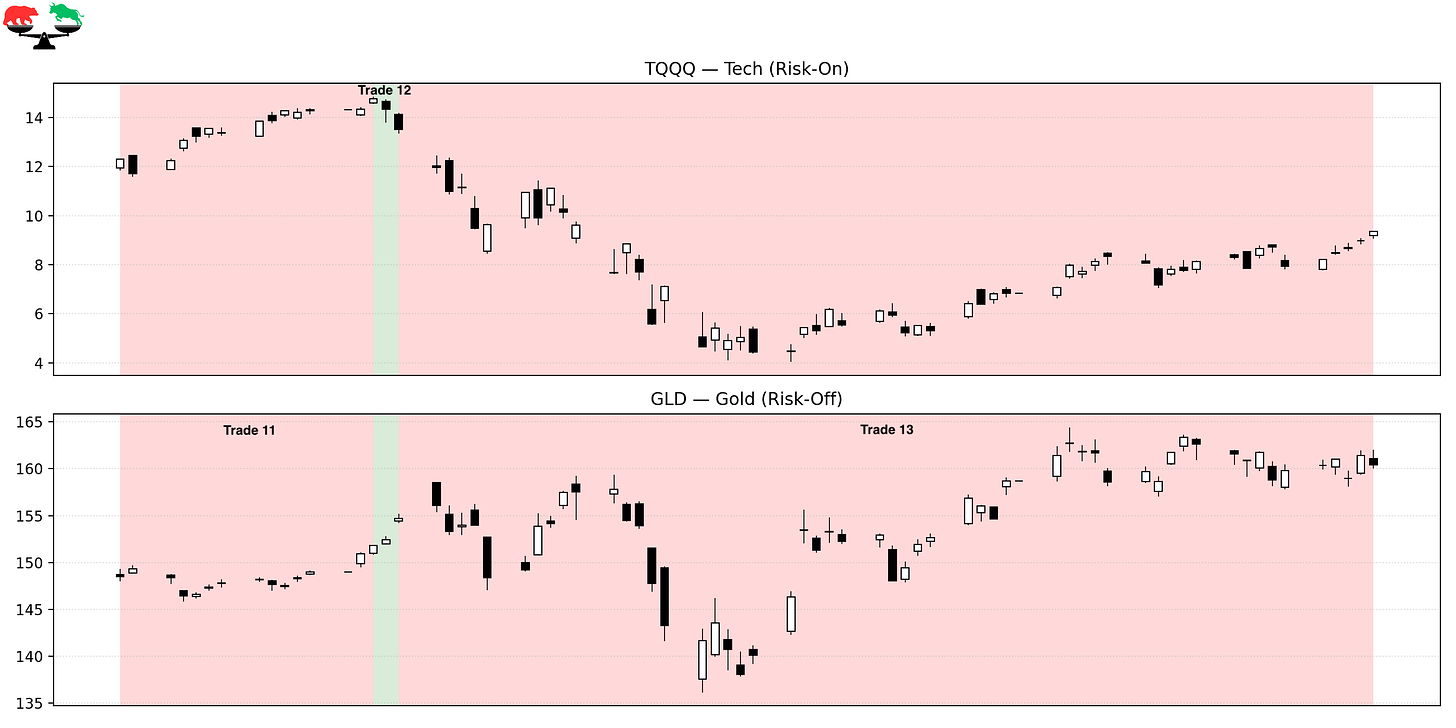 TQQQ — Tech (Risk-On)
Trade 12
14
12
10
8
6
4
GLD — Gold (Risk-Off)
165
Trade 11
Trade 13
160
155
150
145
140
135